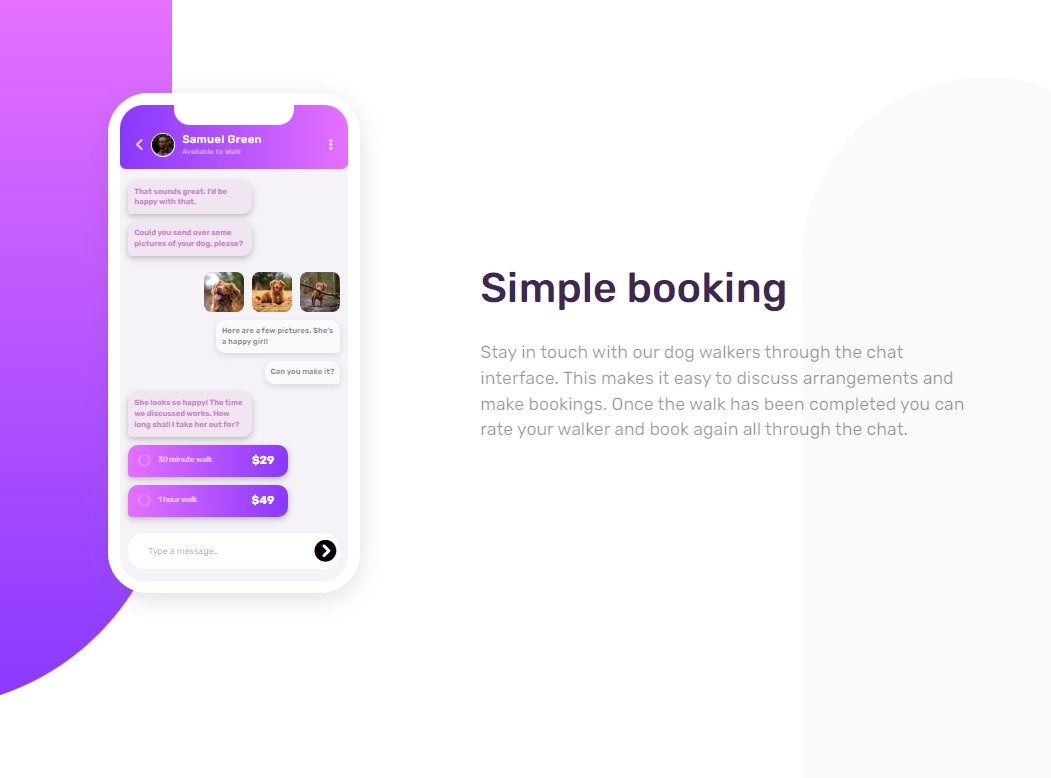 Samuel Green
Available to Walk
That sounds great. I'd be
happy with that.
Could you send over some
pictures of your dog, please?
Here are a few pictures. She's
a happy girl!
Can you make it?
She looks so happy! The time
we discussed works. How
long shall I take her out for?
30 minute walk $29
1 hour walk $49
Type a message...
Simple booking
Stay in touch with our dog walkers through the chat
interface. This makes it easy to discuss arrangements and
make bookings. Once the walk has been completed you can
rate your walker and book again all through the chat.